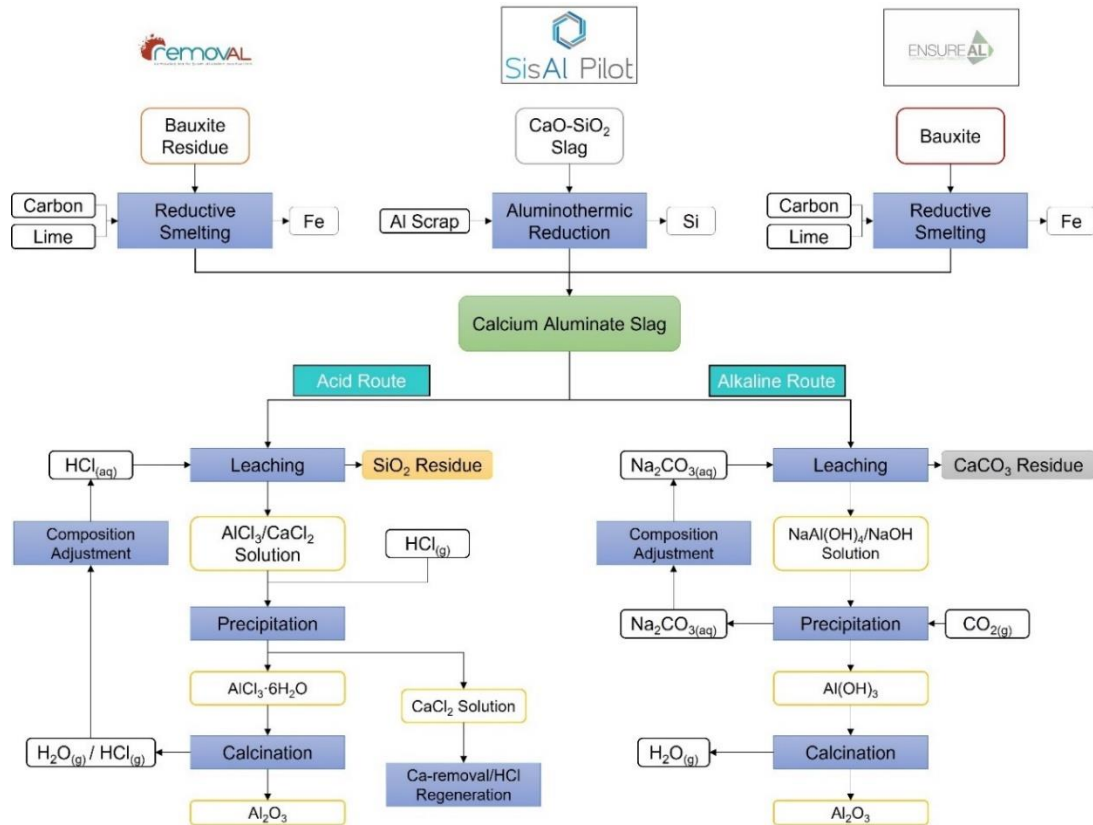 removAL
SisAl Pilot
ENSUREAL
Bauxite
Residue
CaO-SiO₂
Slag
Bauxite
Carbon
Lime
Reductive
Smelting
Fe
Al Scrap
Aluminothermic
Reduction
Si
Carbon
Lime
Reductive
Smelting
Fe
Calcium Aluminate Slag
Acid Route
Alkaline Route
HCl(aq)
Leaching
SiO₂ Residue
Na₂CO₃(aq)
Leaching
CaCO₃ Residue
Composition
Adjustment
AlCl₃/CaCl₂
Solution
HCl(g)
Composition
Adjustment
NaAl(OH)₄/NaOH
Solution
Precipitation
Na₂CO₃(aq)
Precipitation
CO₂(g)
AlCl₃·6H₂O
CaCl₂ Solution
Al(OH)₃
H₂O(g) / HCl(g)
Calcination
Ca-removal/HCl
Regeneration
H₂O(g)
Calcination
Al₂O₃
Al₂O₃